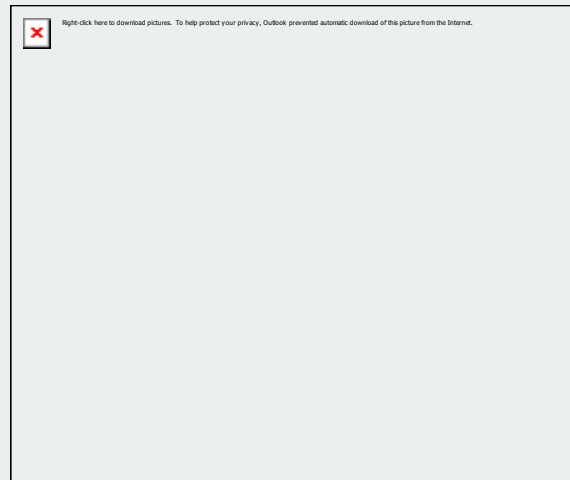 Right-click here to download pictures.  To help protect your privacy, Outlook prevented automatic download of this picture from the Internet.